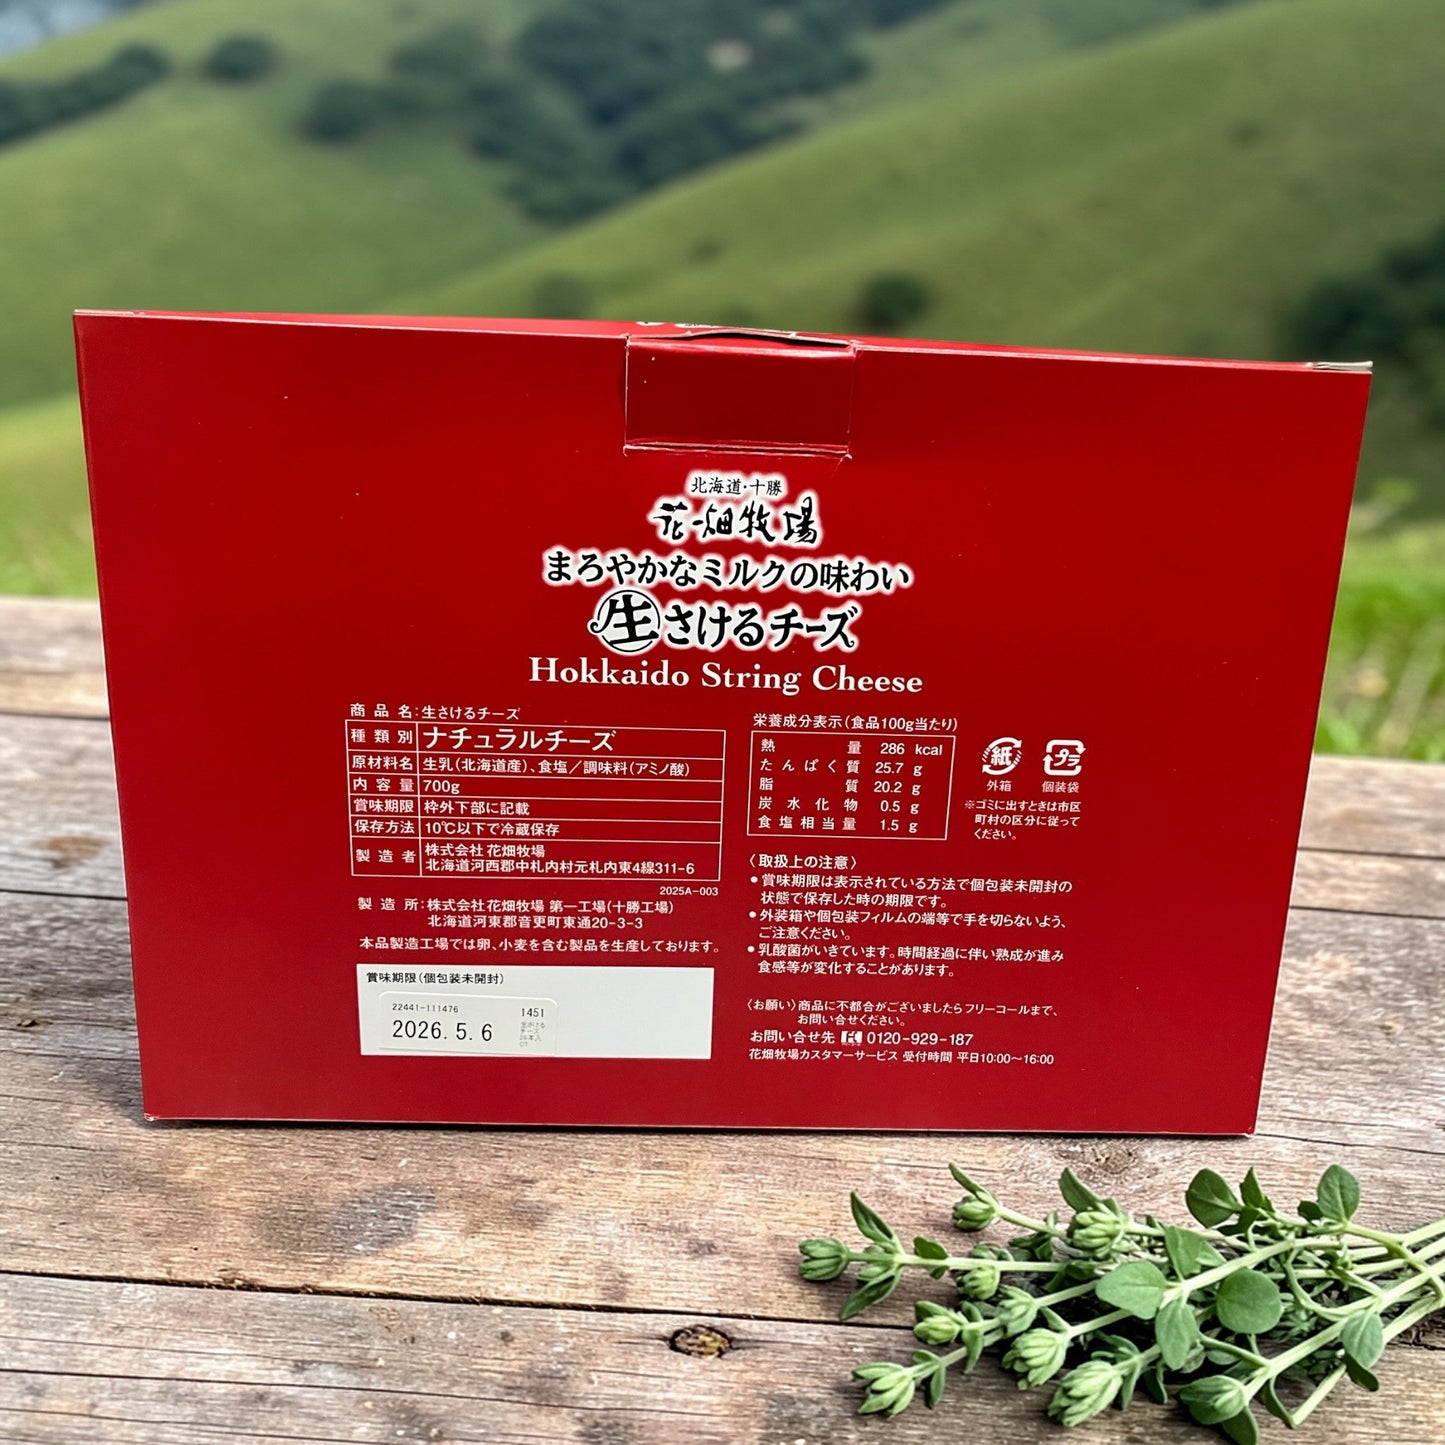 北海道・十勝
花畑牧場
まろやかなミルクの味わい
生さけるチーズ
Hokkaido String Cheese
商品名:生さけるチーズ
種類別 ナチュラルチーズ
原材料名 生乳(北海道産)、食塩/調味料(アミノ酸)
内容量 700g
賞味期限 枠外下部に記載
保存方法 10℃以下で冷蔵保存
製造者 株式会社 花畑牧場
北海道河西郡中札内村元札内東4線311-6
2025A-003
製造所:株式会社花畑牧場 第一工場(十勝工場)
北海道河東郡音更町東通20-3-3
本品製造工場では卵、小麦を含む製品を生産しております。
賞味期限(個包装未開封)
22441-111476 1451
2026.5.6
生さける
チーズ
28本入
CT
栄養成分表示(食品100g当たり)
熱量 286 kcal
たんぱく質 25.7 g
脂質 20.2 g
炭水化物 0.5 g
食塩相当量 1.5 g
紙
外箱
プラ
個装袋
※ゴミに出すときは市区
町村の区分に従って
ください。
〈取扱上の注意〉
●賞味期限は表示されている方法で個包装未開封の
状態で保存した時の期限です。
●外装箱や個包装フィルムの端等で手を切らないよう、
ご注意ください。
●乳酸菌がいきています。時間経過に伴い熟成が進み
食感等が変化することがあります。
〈お願い〉商品に不都合がございましたらフリーコールまで、
お問い合せください。
お問い合せ先 0120-929-187
花畑牧場カスタマーサービス 受付時間 平日10:00〜16:00